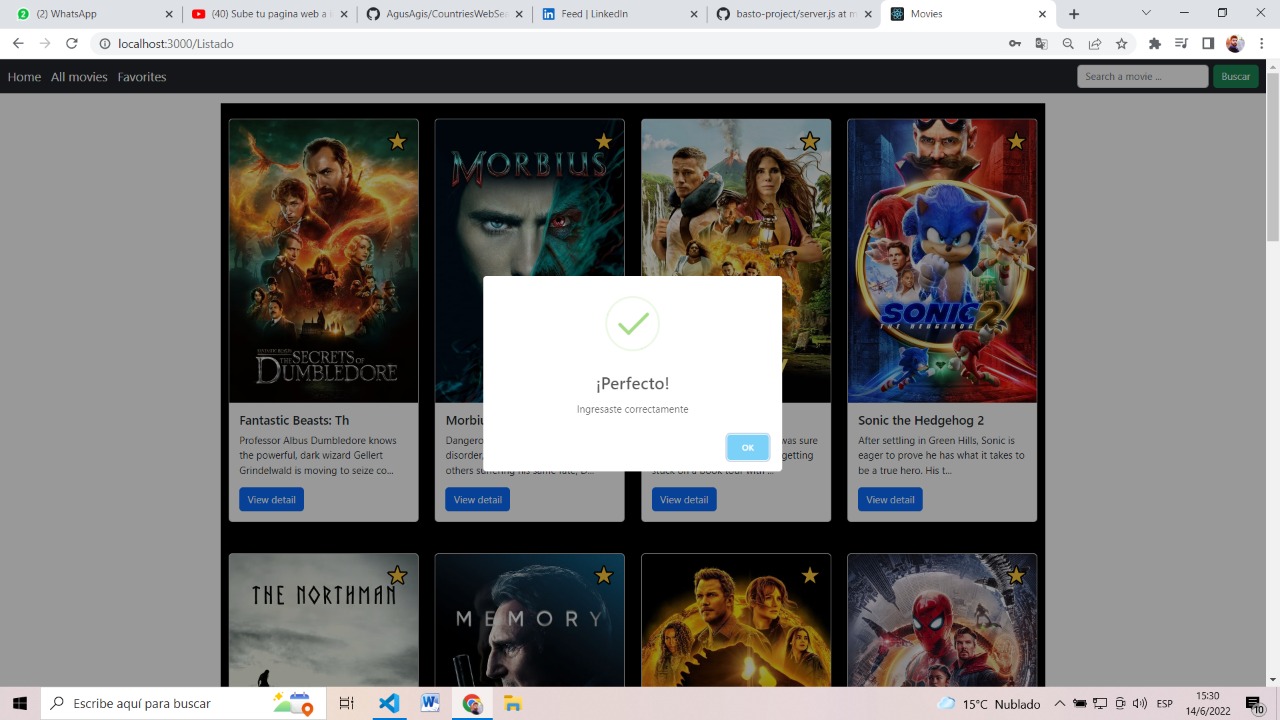 (2) WhatsApp
(40) Sube tu pagina web a i
AgusAgis/CountriesWebSea
Feed | LinkedIn
basto-project/server.js at m
Movies
localhost:3000/Listado
Home All movies Favorites
Search a movie ...
Buscar
FANTASTIC BEASTS: THE SECRETS OF DUMBLEDORE
MORBIUS
SONIC 2
THE HEDGEHOG
¡Perfecto!
Ingresaste correctamente
OK
Fantastic Beasts: Th
Professor Albus Dumbledore knows
the powerful, dark wizard Gellert
Grindelwald is moving to seize co...
View detail
Morbiu
Dangerou
disorder,
others suffering his same fate, D...
View detail
was sure
getting
stuck on a book tour with ...
View detail
Sonic the Hedgehog 2
After settling in Green Hills, Sonic is
eager to prove he has what it takes to
be a true hero. His t...
View detail
THE NORTHMAN
MEMORY
Escribe aquí para buscar
15°C Nublado
ESP
15:30
14/6/2022
10